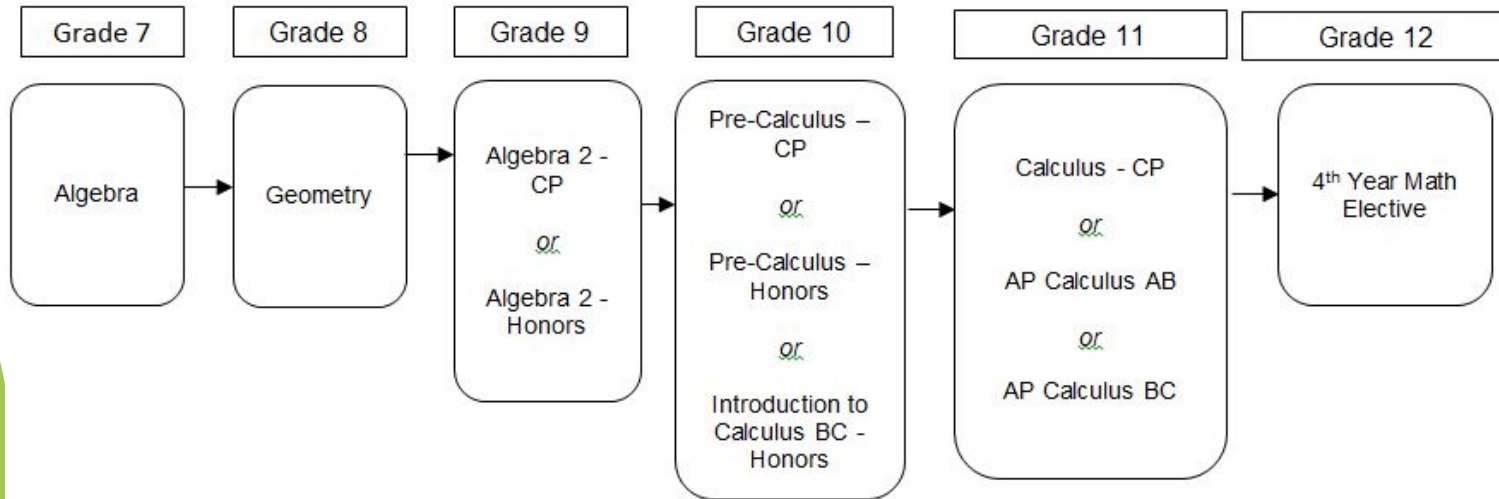 Grade 7
Grade 8
Grade 9
Grade 10
Grade 11
Grade 12
Algebra
Geometry
Algebra 2 -
CP
or
Algebra 2 -
Honors
Pre-Calculus –
CP
or
Pre-Calculus –
Honors
or
Introduction to
Calculus BC -
Honors
Calculus - CP
or
AP Calculus AB
or
AP Calculus BC
4th Year Math
Elective